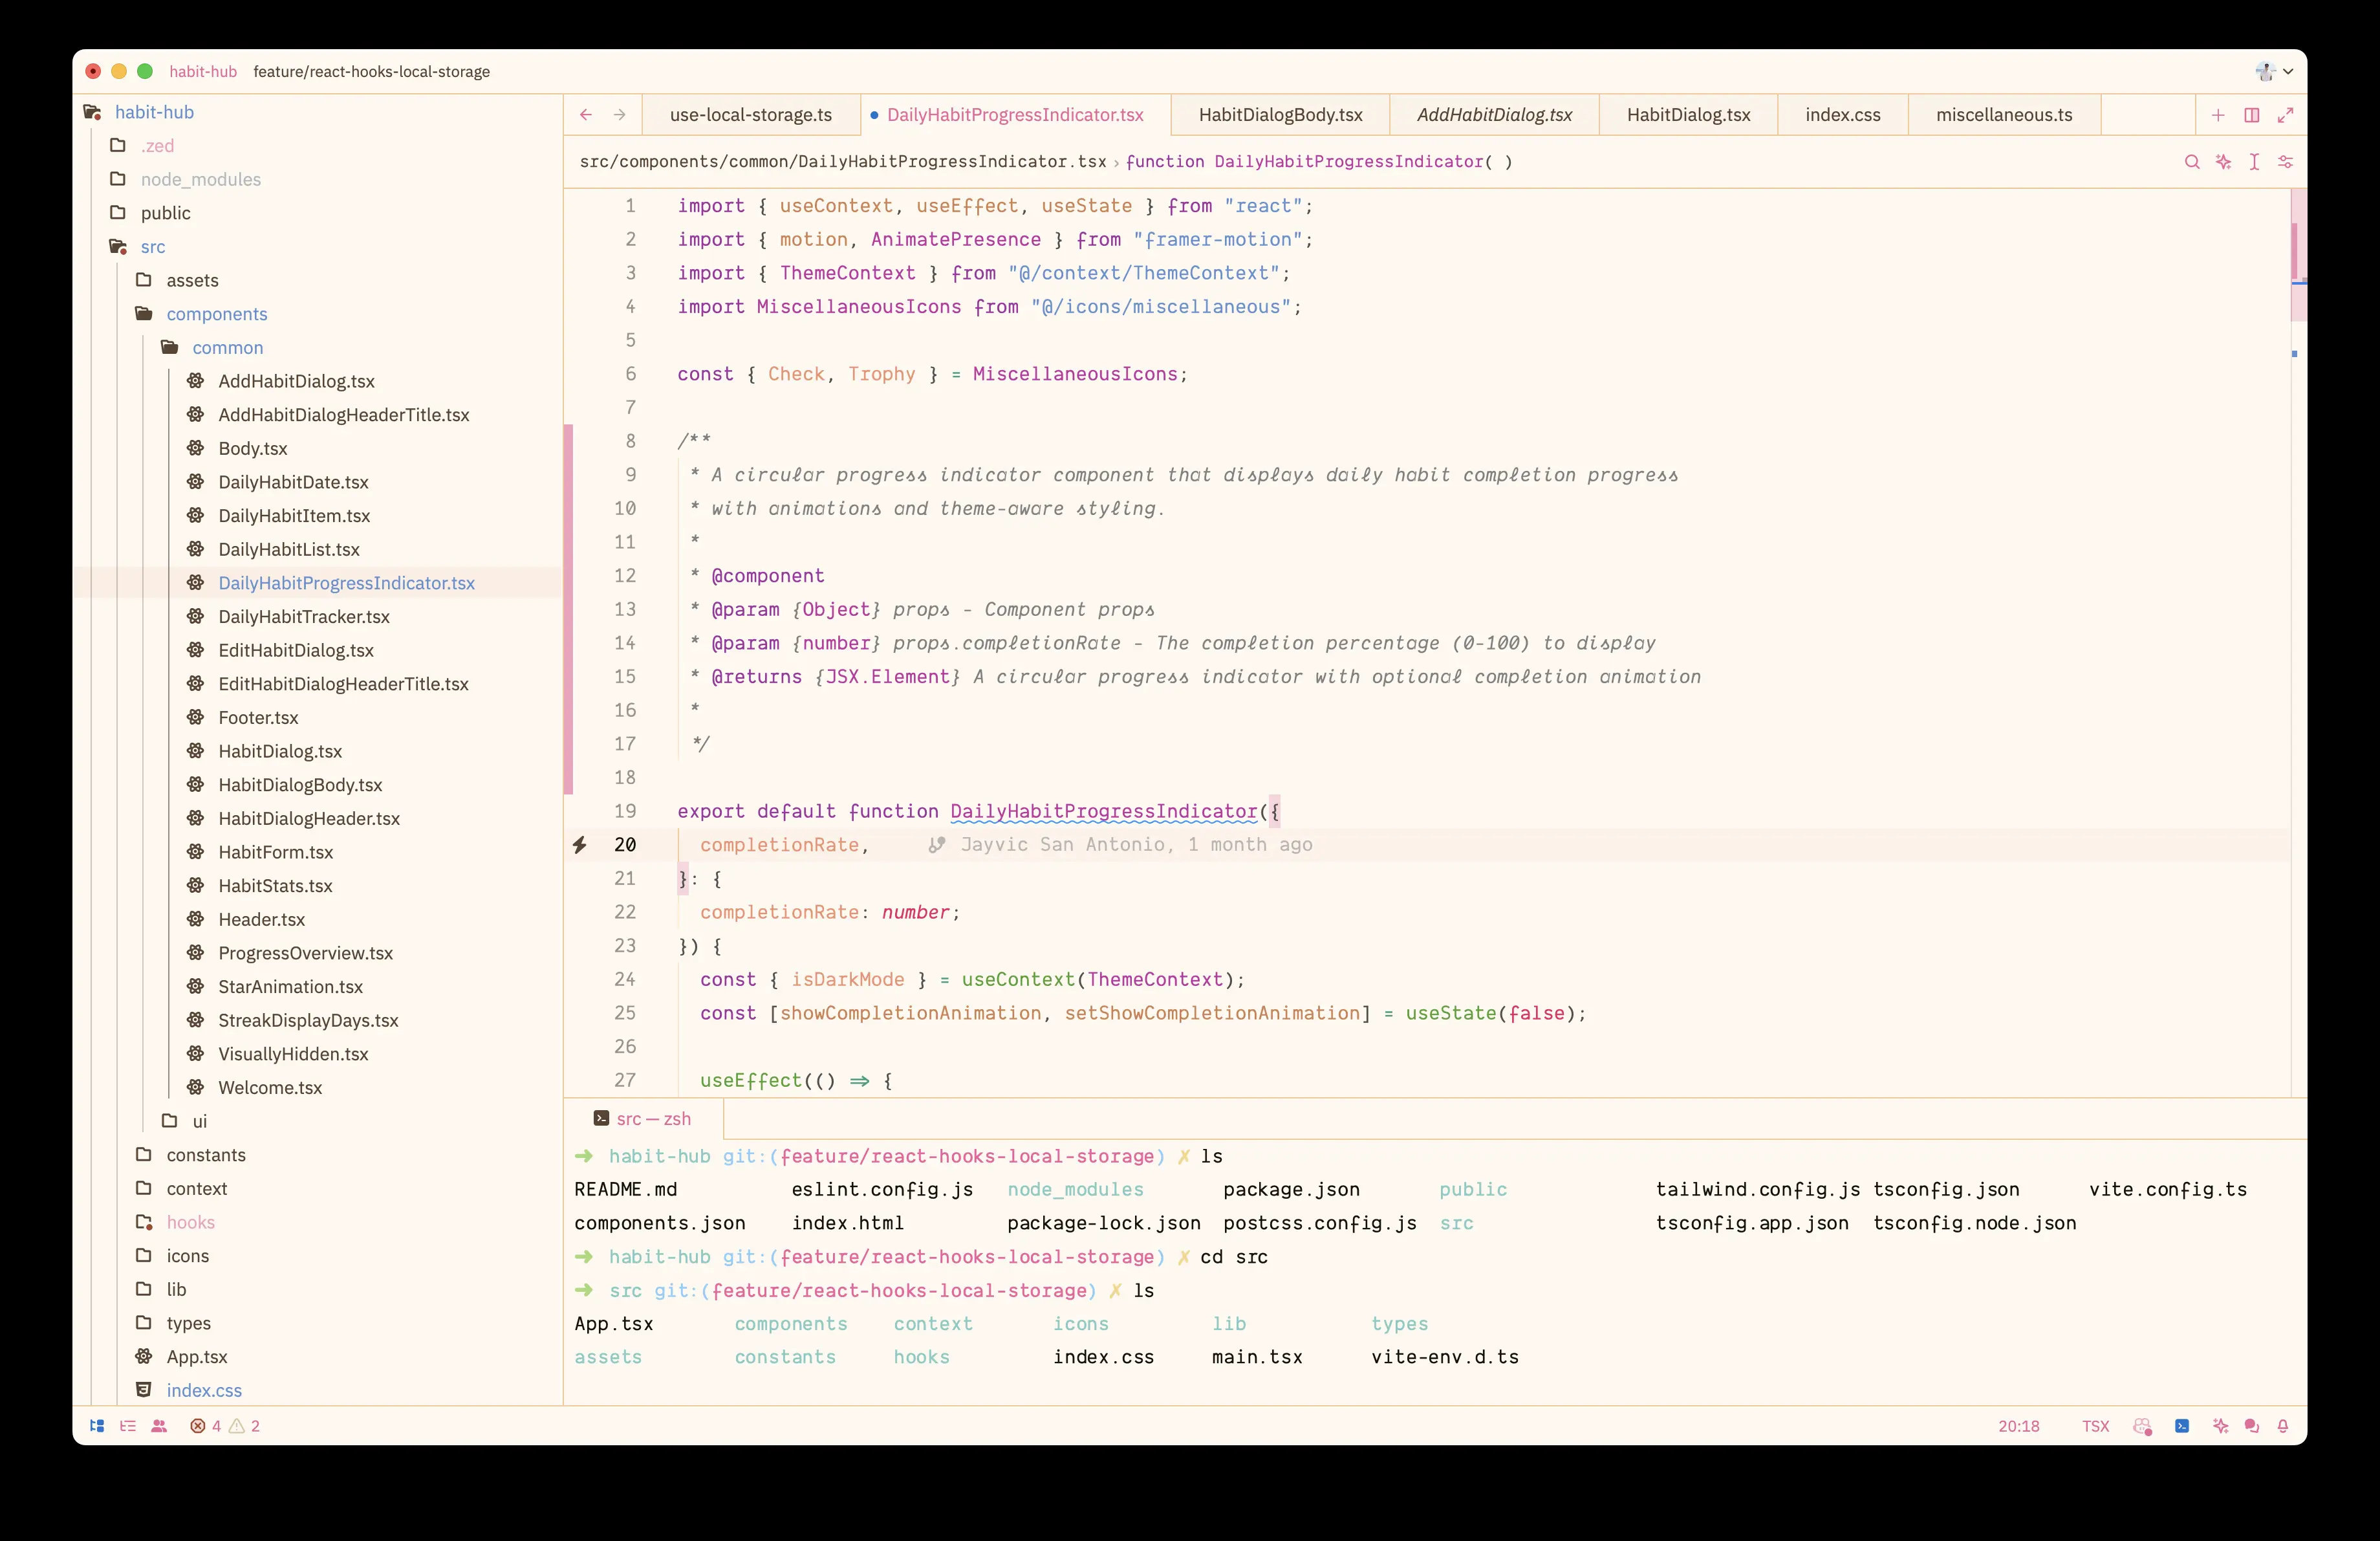 habit-hub feature/react-hooks-local-storage
habit-hub
.zed
node_modules
public
src
assets
components
common
AddHabitDialog.tsx
AddHabitDialogHeaderTitle.tsx
Body.tsx
DailyHabitDate.tsx
DailyHabitItem.tsx
DailyHabitList.tsx
DailyHabitProgressIndicator.tsx
DailyHabitTracker.tsx
EditHabitDialog.tsx
EditHabitDialogHeaderTitle.tsx
Footer.tsx
HabitDialog.tsx
HabitDialogBody.tsx
HabitDialogHeader.tsx
HabitForm.tsx
HabitStats.tsx
Header.tsx
ProgressOverview.tsx
StarAnimation.tsx
StreakDisplayDays.tsx
VisuallyHidden.tsx
Welcome.tsx
ui
constants
context
hooks
icons
lib
types
App.tsx
index.css
use-local-storage.ts DailyHabitProgressIndicator.tsx HabitDialogBody.tsx AddHabitDialog.tsx HabitDialog.tsx index.css miscellaneous.ts
src/components/common/DailyHabitProgressIndicator.tsx › function DailyHabitProgressIndicator( )
1 import { useContext, useEffect, useState } from "react";
2 import { motion, AnimatePresence } from "framer-motion";
3 import { ThemeContext } from "@/context/ThemeContext";
4 import MiscellaneousIcons from "@/icons/miscellaneous";
5
6 const { Check, Trophy } = MiscellaneousIcons;
7
8 /**
9 * A circular progress indicator component that displays daily habit completion progress
10 * with animations and theme-aware styling.
11 *
12 * @component
13 * @param {Object} props - Component props
14 * @param {number} props.completionRate - The completion percentage (0-100) to display
15 * @returns {JSX.Element} A circular progress indicator with optional completion animation
16 *
17 */
18
19 export default function DailyHabitProgressIndicator({
20 completionRate, Jayvic San Antonio, 1 month ago
21 }: {
22 completionRate: number;
23 }) {
24 const { isDarkMode } = useContext(ThemeContext);
25 const [showCompletionAnimation, setShowCompletionAnimation] = useState(false);
26
27 useEffect(() => {
src — zsh
➜ habit-hub git:(feature/react-hooks-local-storage) ✗ ls
README.md eslint.config.js node_modules package.json public tailwind.config.js tsconfig.json vite.config.ts
components.json index.html package-lock.json postcss.config.js src tsconfig.app.json tsconfig.node.json
➜ habit-hub git:(feature/react-hooks-local-storage) ✗ cd src
➜ src git:(feature/react-hooks-local-storage) ✗ ls
App.tsx components context icons lib types
assets constants hooks index.css main.tsx vite-env.d.ts
4 2 20:18 TSX